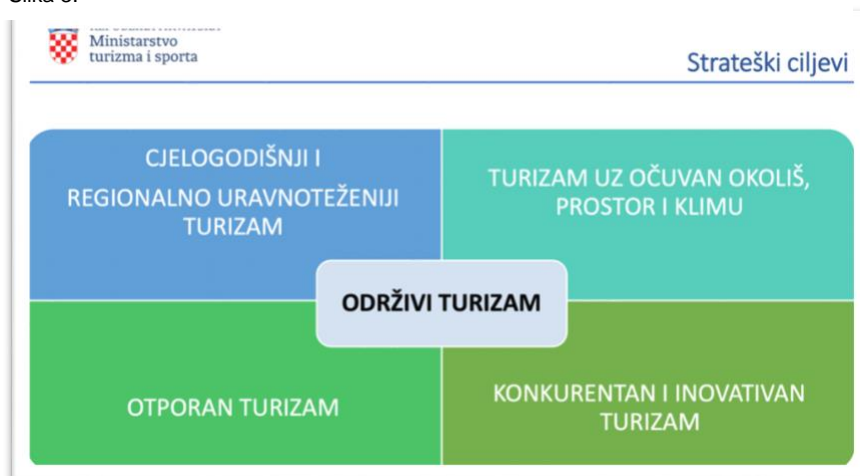 Ministarstvo
turizma i sporta
Strateški ciljevi
CJELOGODIŠNJI I
REGIONALNO URAVNOTEŽENIJI
TURIZAM
TURIZAM UZ OČUVAN OKOLIŠ,
PROSTOR I KLIMU
ODRŽIVI TURIZAM
OTPORAN TURIZAM
KONKURENTAN I INOVATIVAN
TURIZAM